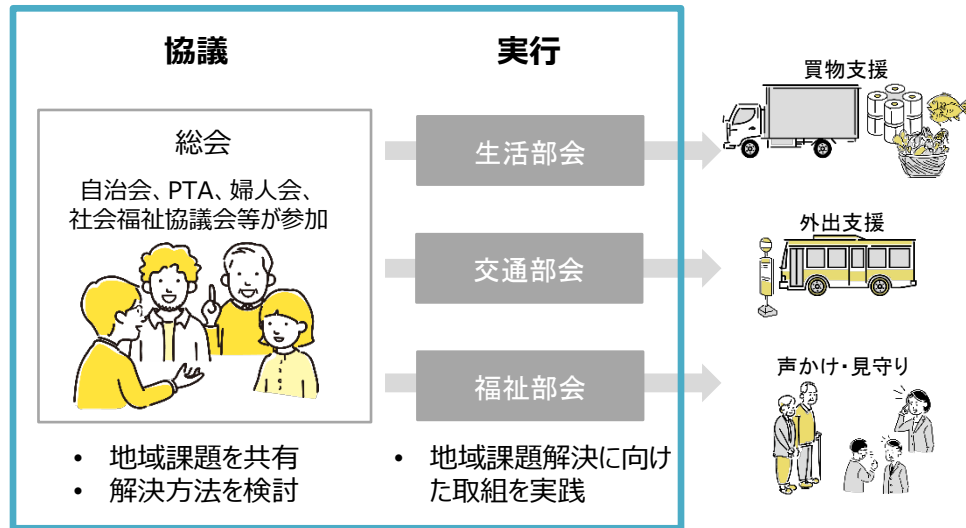 協議
実行
総会
自治会、PTA、婦人会、
社会福祉協議会等が参加
生活部会
交通部会
福祉部会
買物支援
外出支援
声かけ・見守り
• 地域課題を共有
• 解決方法を検討
• 地域課題解決に向け
た取組を実践